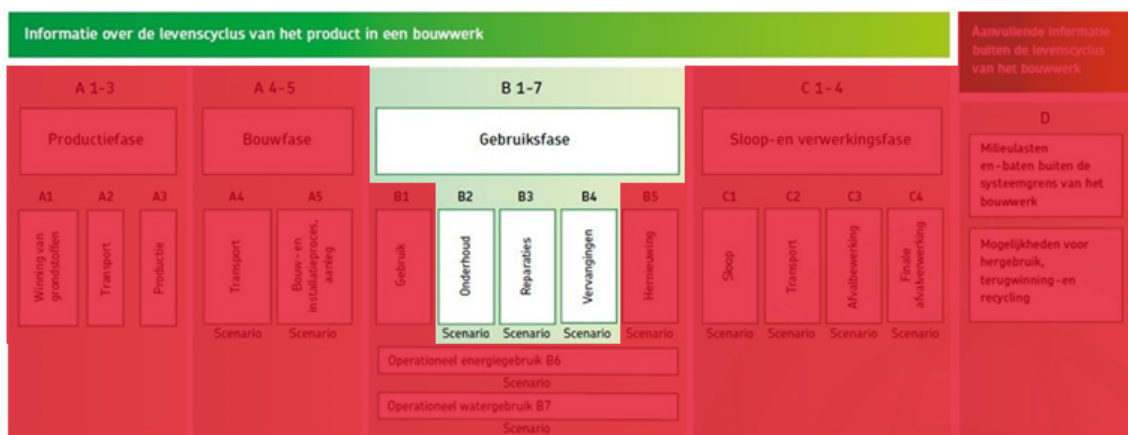 Informatie over de levenscyclus van het product in een bouwwerk
Aanvullende informatie
buiten de levenscyclus
van het bouwwerk
A 1-3
A 4-5
B 1-7
C 1-4
D
Productiefase
Bouwfase
Gebruiksfase
Sloop-en verwerkingsfase
Milieulasten
en-baten buiten de
systeemgrens van het
bouwwerk
A1
A2
A3
A4
A5
B1
B2
B3
B4
B5
C1
C2
C3
C4
Winning van
grondstoffen
Transport
Productie
Transport
Bouw-en
installatieproces,
aanleg
Gebruik
Onderhoud
Reparaties
Vervangingen
Hernieuwing
Sloop
Transport
Afvalbewerking
Finale
afvalverwerking
Mogelijkheden voor
hergebruik,
terugwinning-en
recycling
Scenario
Scenario
Scenario
Scenario
Scenario
Scenario
Scenario
Scenario
Scenario
Scenario
Scenario
Operationeel energiegebruik B6
Scenario
Operationeel watergebruik B7
Scenario